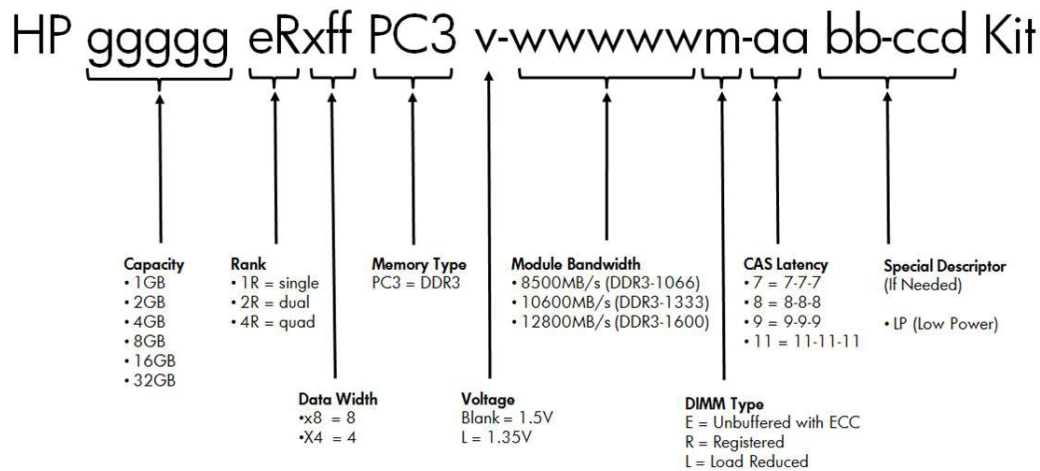 HP ggggg eRxff PC3 v-wwwwwm-aa bb-ccd Kit
Capacity
• 1GB
• 2GB
• 4GB
• 8GB
• 16GB
• 32GB
Rank
• 1R = single
• 2R = dual
• 4R = quad
Memory Type
PC3 = DDR3
Module Bandwidth
• 8500MB/s (DDR3-1066)
• 10600MB/s (DDR3-1333)
• 12800MB/s (DDR3-1600)
CAS Latency
• 7 = 7-7-7
• 8 = 8-8-8
• 9 = 9-9-9
• 11 = 11-11-11
Special Descriptor
(If Needed)
• LP (Low Power)
Data Width
•x8 = 8
•X4 = 4
Voltage
Blank = 1.5V
L = 1.35V
DIMM Type
E = Unbuffered with ECC
R = Registered
L = Load Reduced